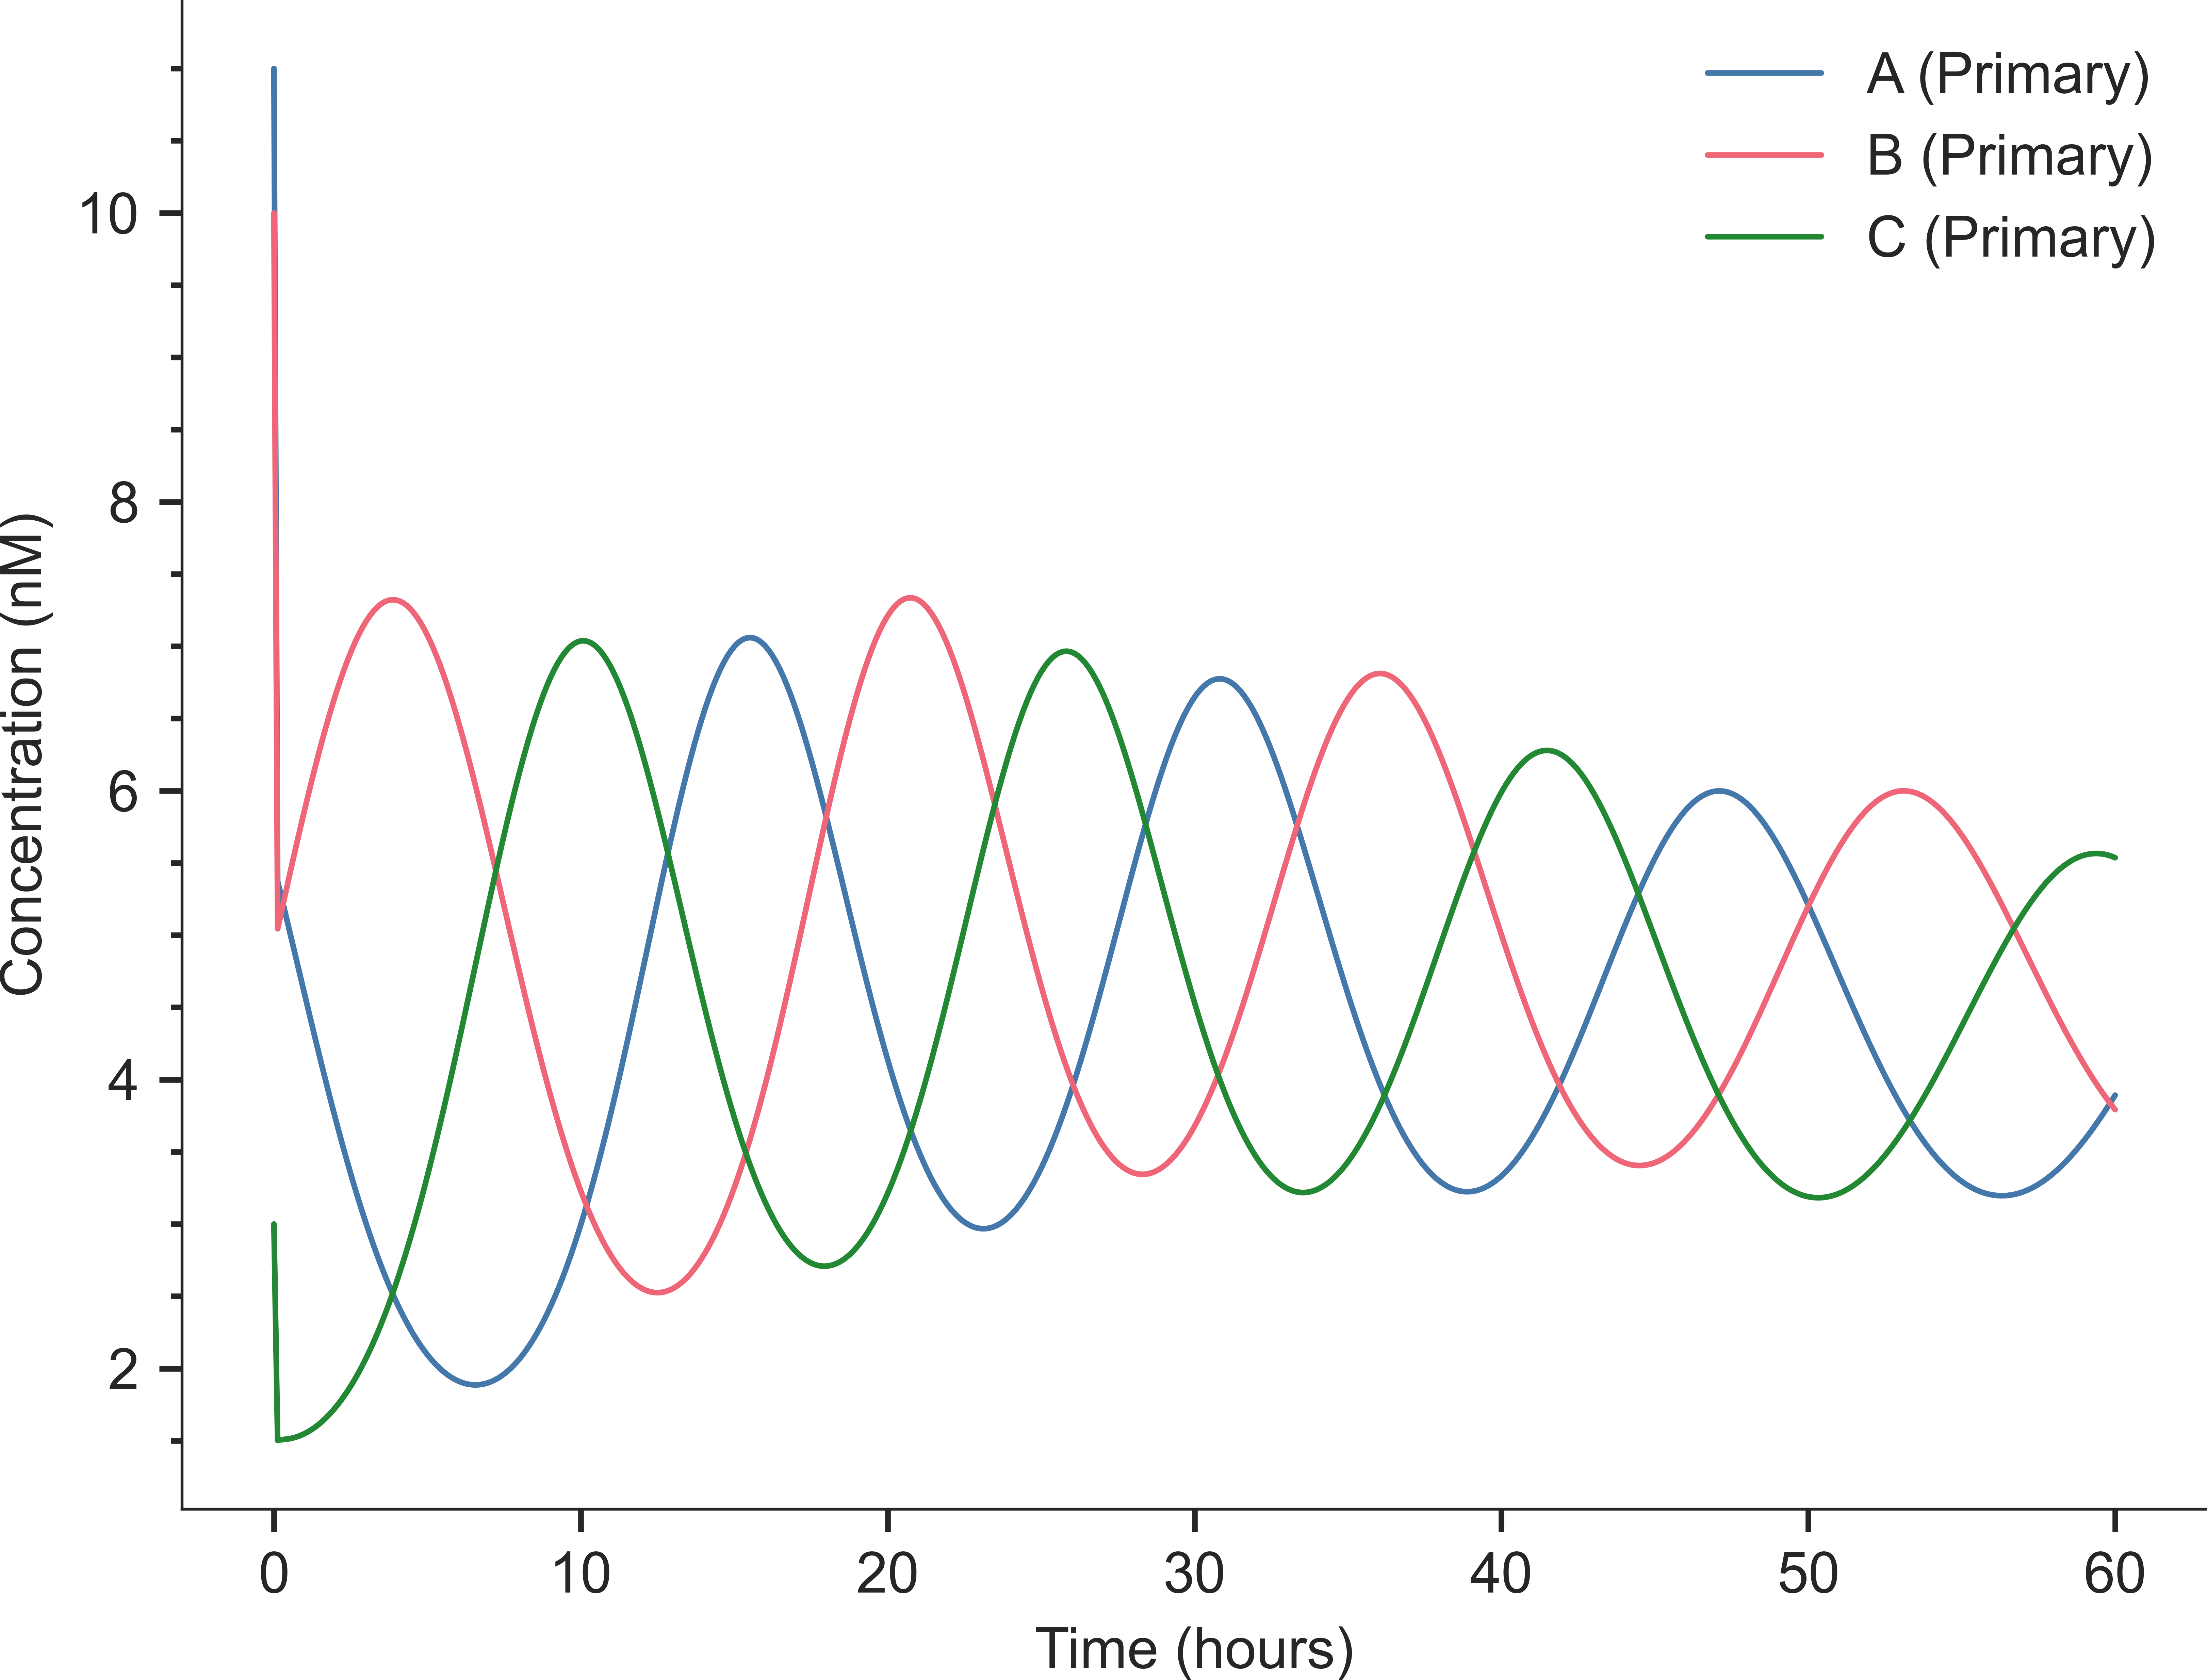 A (Primary)
B (Primary)
C (Primary)
Concentration (nM)
10
8
6
4
2
0 10 20 30 40 50 60
Time (hours)